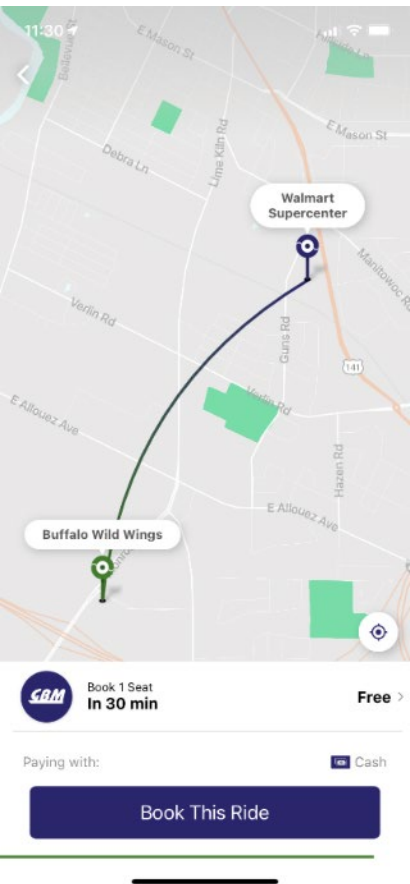 11:30
E Mason St
Bellevue St
E Mason St
Lime Kiln Rd
Debra Ln
Walmart
Supercenter
Manitowoc Rd
Verlin Rd
Guns Rd
141
Verlin Rd
E Allouez Ave
Hazen Rd
E Allouez Ave
Buffalo Wild Wings
GBM
Book 1 Seat
In 30 min
Free
Paying with:
Cash
Book This Ride